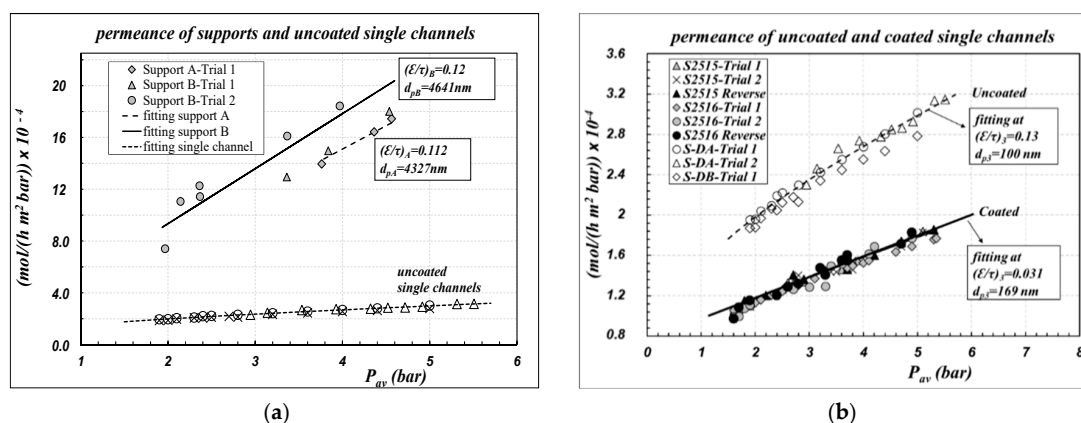 permeance of supports and uncoated single channels
(mol/(h m² bar)) x 10⁻⁴
20
16
12
8.0
4.0
0.0
Support A-Trial 1
Support B-Trial 1
Support B-Trial 2
fitting support A
fitting support B
fitting single channel
(Ɛ/τ)B=0.12
dpB=4641nm
(Ɛ/τ)A=0.112
dpA=4327nm
uncoated
single channels
1 2 3 4 5 6
Pav (bar)
(a)
permeance of uncoated and coated single channels
(mol/(h m² bar)) x 10⁻⁴
3.6
3.2
2.8
2.4
2
1.6
1.2
0.8
S2515-Trial 1
S2515-Trial 2
S2515 Reverse
S2516-Trial 1
S2516-Trial 2
S2516 Reverse
S-DA-Trial 1
S-DA-Trial 2
S-DB-Trial 1
Uncoated
fitting at
(Ɛ/τ)3=0.13
dp3=100 nm
Coated
fitting at
(Ɛ/τ)3=0.031
dp3=169 nm
0 1 2 3 4 5 6 7 8
Pav (bar)
(b)